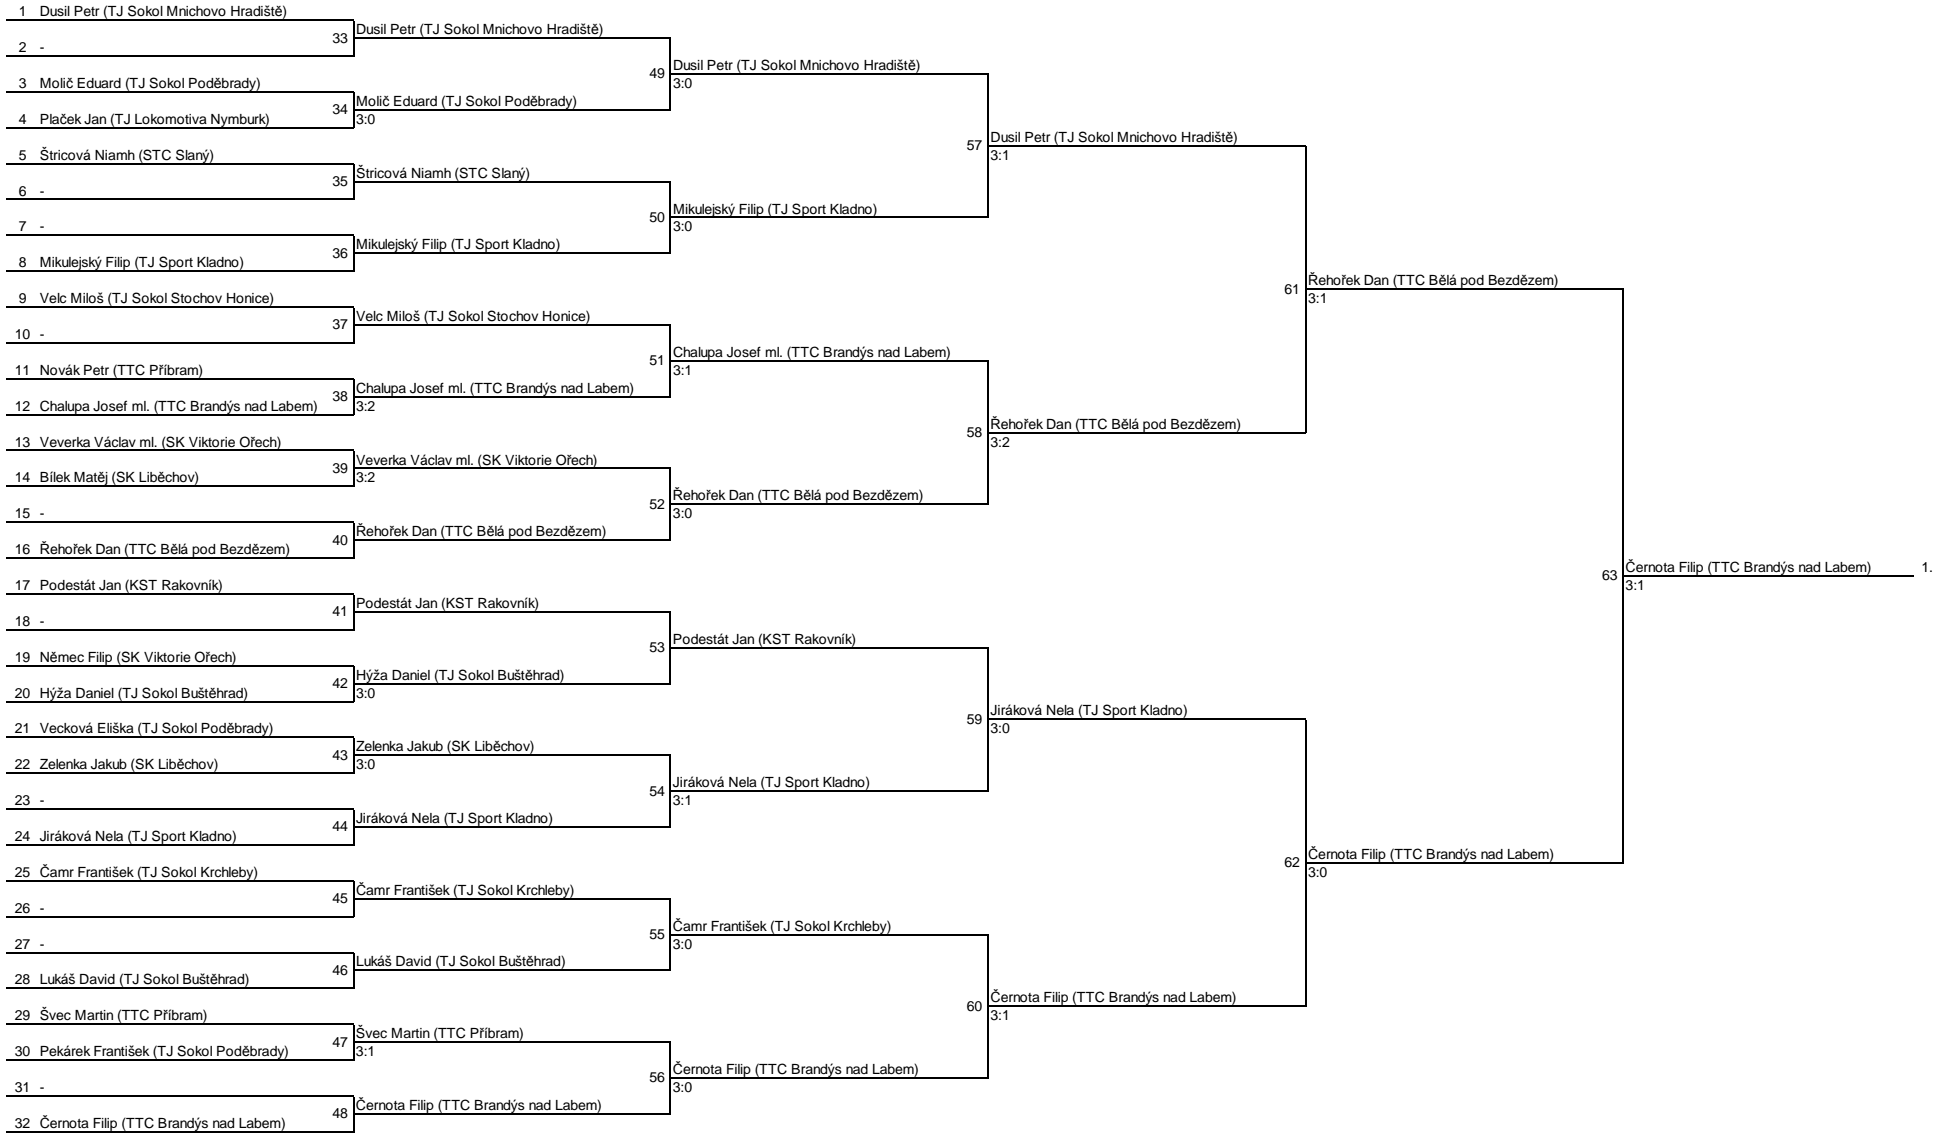 1 Dusil Petr (TJ Sokol Mnichovo Hradiště)
2 -
3 Molič Eduard (TJ Sokol Poděbrady)
4 Plaček Jan (TJ Lokomotiva Nymburk)
5 Štricová Niamh (STC Slaný)
6 -
7 -
8 Mikulejský Filip (TJ Sport Kladno)
9 Velc Miloš (TJ Sokol Stochov Honice)
10 -
11 Novák Petr (TTC Příbram)
12 Chalupa Josef ml. (TTC Brandýs nad Labem)
13 Veverka Václav ml. (SK Viktorie Ořech)
14 Bílek Matěj (SK Liběchov)
15 -
16 Řehořek Dan (TTC Bělá pod Bezdězem)
17 Podestát Jan (KST Rakovník)
18 -
19 Němec Filip (SK Viktorie Ořech)
20 Hýža Daniel (TJ Sokol Buštěhrad)
21 Vecková Eliška (TJ Sokol Poděbrady)
22 Zelenka Jakub (SK Liběchov)
23 -
24 Jiráková Nela (TJ Sport Kladno)
25 Čamr František (TJ Sokol Krchleby)
26 -
27 -
28 Lukáš David (TJ Sokol Buštěhrad)
29 Švec Martin (TTC Příbram)
30 Pekárek František (TJ Sokol Poděbrady)
31 -
32 Černota Filip (TTC Brandýs nad Labem)
33 Dusil Petr (TJ Sokol Mnichovo Hradiště)
34 Molič Eduard (TJ Sokol Poděbrady)
3:0
35 Štricová Niamh (STC Slaný)
36 Mikulejský Filip (TJ Sport Kladno)
37 Velc Miloš (TJ Sokol Stochov Honice)
38 Chalupa Josef ml. (TTC Brandýs nad Labem)
3:2
39 Veverka Václav ml. (SK Viktorie Ořech)
3:2
40 Řehořek Dan (TTC Bělá pod Bezdězem)
41 Podestát Jan (KST Rakovník)
42 Hýža Daniel (TJ Sokol Buštěhrad)
3:0
43 Zelenka Jakub (SK Liběchov)
3:0
44 Jiráková Nela (TJ Sport Kladno)
45 Čamr František (TJ Sokol Krchleby)
46 Lukáš David (TJ Sokol Buštěhrad)
47 Švec Martin (TTC Příbram)
3:1
48 Černota Filip (TTC Brandýs nad Labem)
49 Dusil Petr (TJ Sokol Mnichovo Hradiště)
3:0
50 Mikulejský Filip (TJ Sport Kladno)
3:0
51 Chalupa Josef ml. (TTC Brandýs nad Labem)
3:1
52 Řehořek Dan (TTC Bělá pod Bezdězem)
3:0
53 Podestát Jan (KST Rakovník)
54 Jiráková Nela (TJ Sport Kladno)
3:1
55 Čamr František (TJ Sokol Krchleby)
3:0
56 Černota Filip (TTC Brandýs nad Labem)
3:0
57 Dusil Petr (TJ Sokol Mnichovo Hradiště)
3:1
58 Řehořek Dan (TTC Bělá pod Bezdězem)
3:2
59 Jiráková Nela (TJ Sport Kladno)
3:0
60 Černota Filip (TTC Brandýs nad Labem)
3:1
61 Řehořek Dan (TTC Bělá pod Bezdězem)
3:1
62 Černota Filip (TTC Brandýs nad Labem)
3:0
63 Černota Filip (TTC Brandýs nad Labem) 1.
3:1